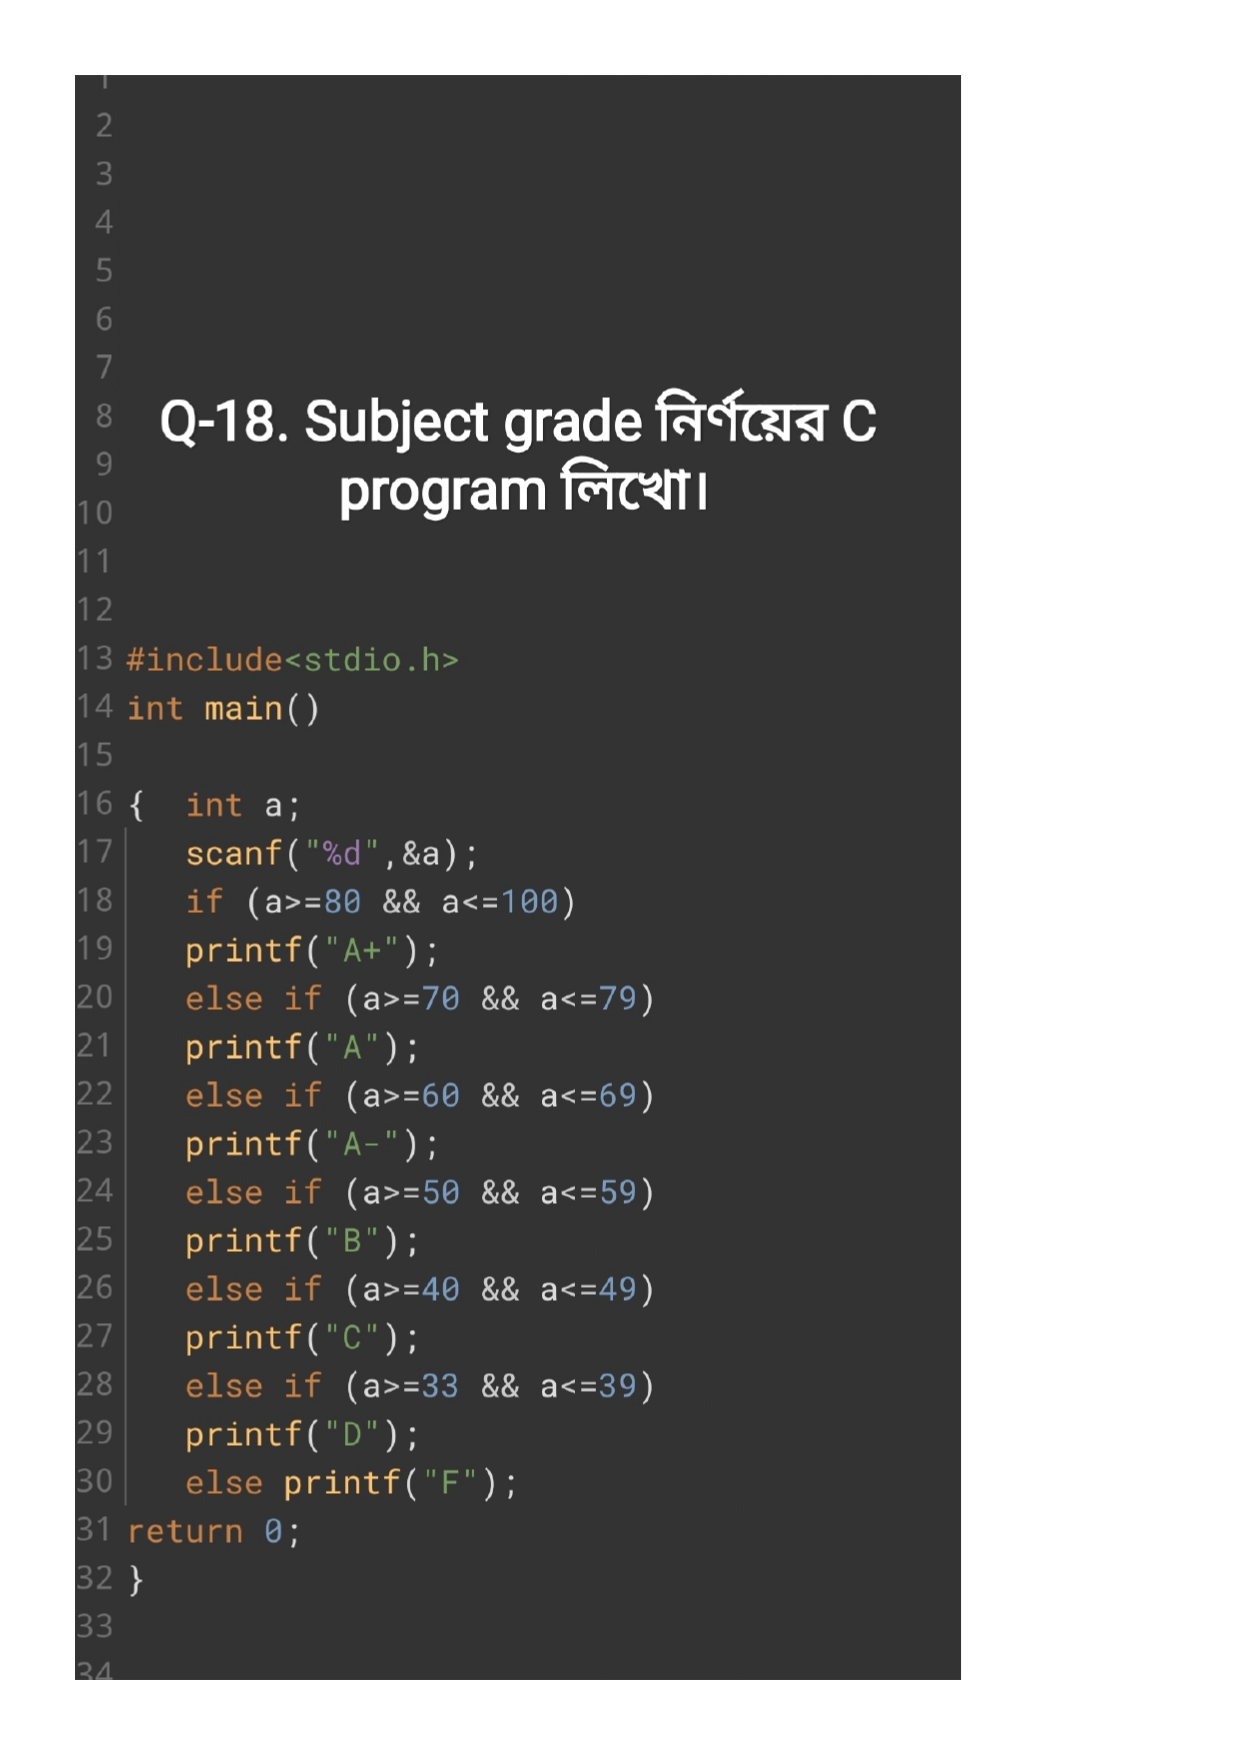 1
2
3
4
5
6
7
8 Q-18. Subject grade নির্ণয়ের C
9
10 program লিখো।
11
12
13 #include<stdio.h>
14 int main()
15
16 {  int a;
17    scanf("%d",&a);
18    if (a>=80 && a<=100)
19    printf("A+");
20    else if (a>=70 && a<=79)
21    printf("A");
22    else if (a>=60 && a<=69)
23    printf("A-");
24    else if (a>=50 && a<=59)
25    printf("B");
26    else if (a>=40 && a<=49)
27    printf("C");
28    else if (a>=33 && a<=39)
29    printf("D");
30    else printf("F");
31 return 0;
32 }
33
34